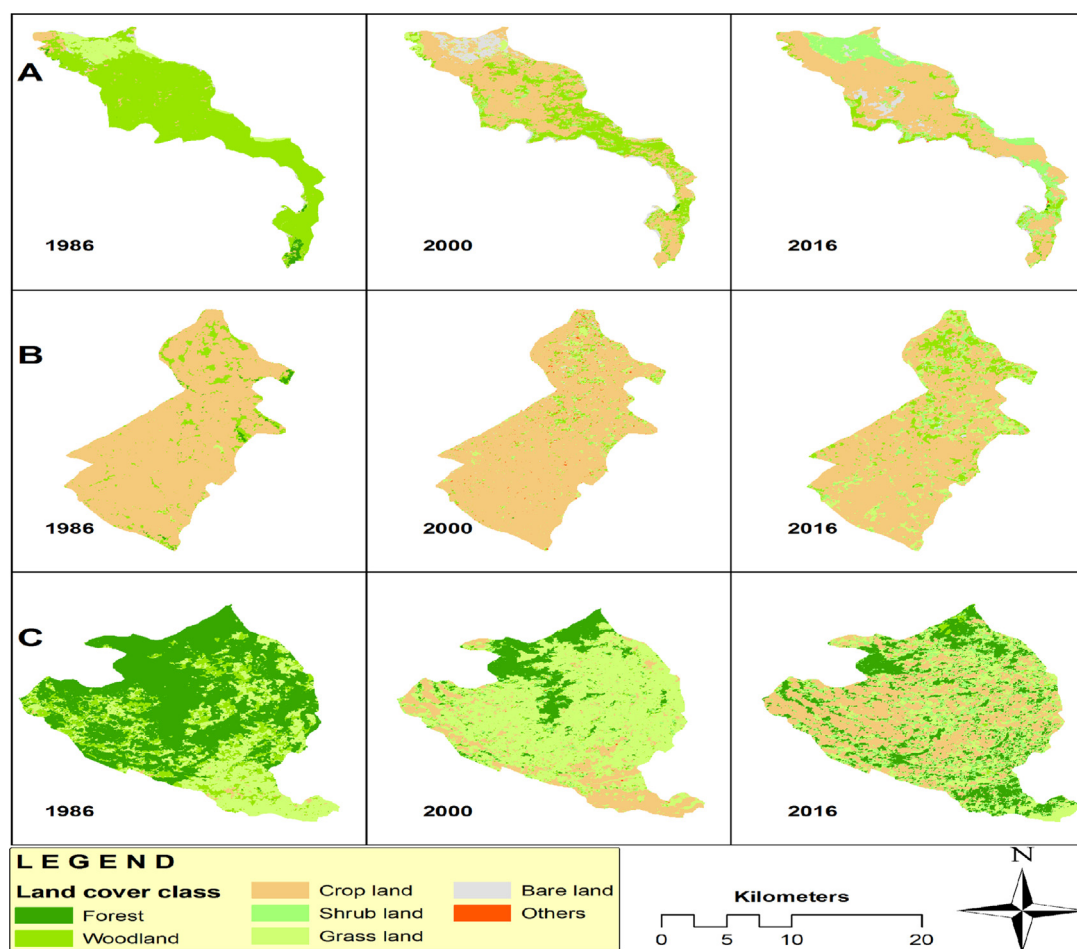 A
1986
2000
2016
B
1986
2000
2016
C
1986
2000
2016
LEGEND
Land cover class
Forest
Woodland
Crop land
Shrub land
Grass land
Bare land
Others
Kilometers
0 5 10 20
N